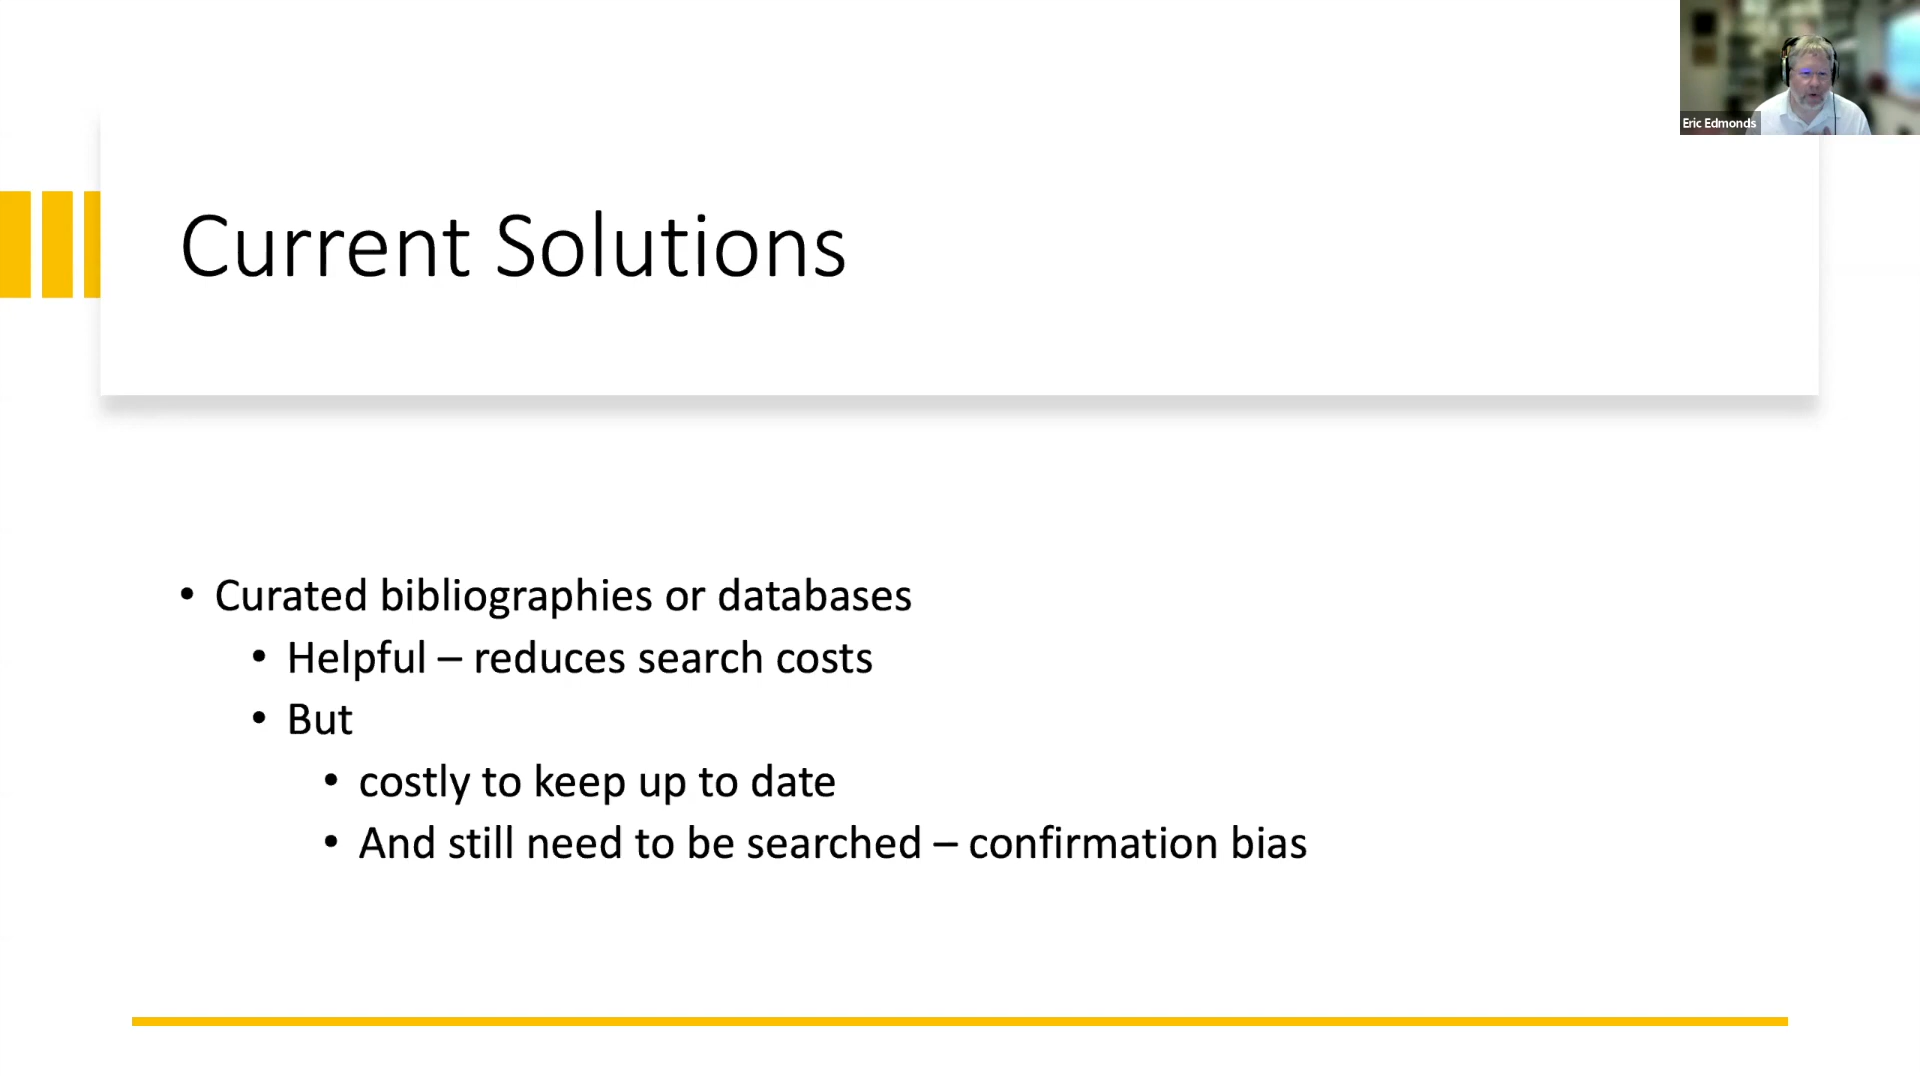 Eric Edmonds
Current Solutions
• Curated bibliographies or databases
• Helpful – reduces search costs
• But
• costly to keep up to date
• And still need to be searched – confirmation bias